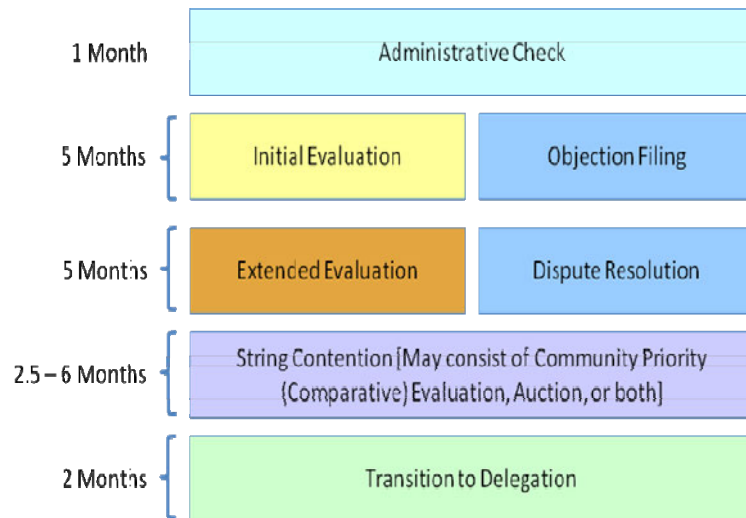 1 Month
Administrative Check
5 Months
Initial Evaluation
Objection Filing
5 Months
Extended Evaluation
Dispute Resolution
2.5 – 6 Months
String Contention [May consist of Community Priority
(Comparative) Evaluation, Auction, or both]
2 Months
Transition to Delegation